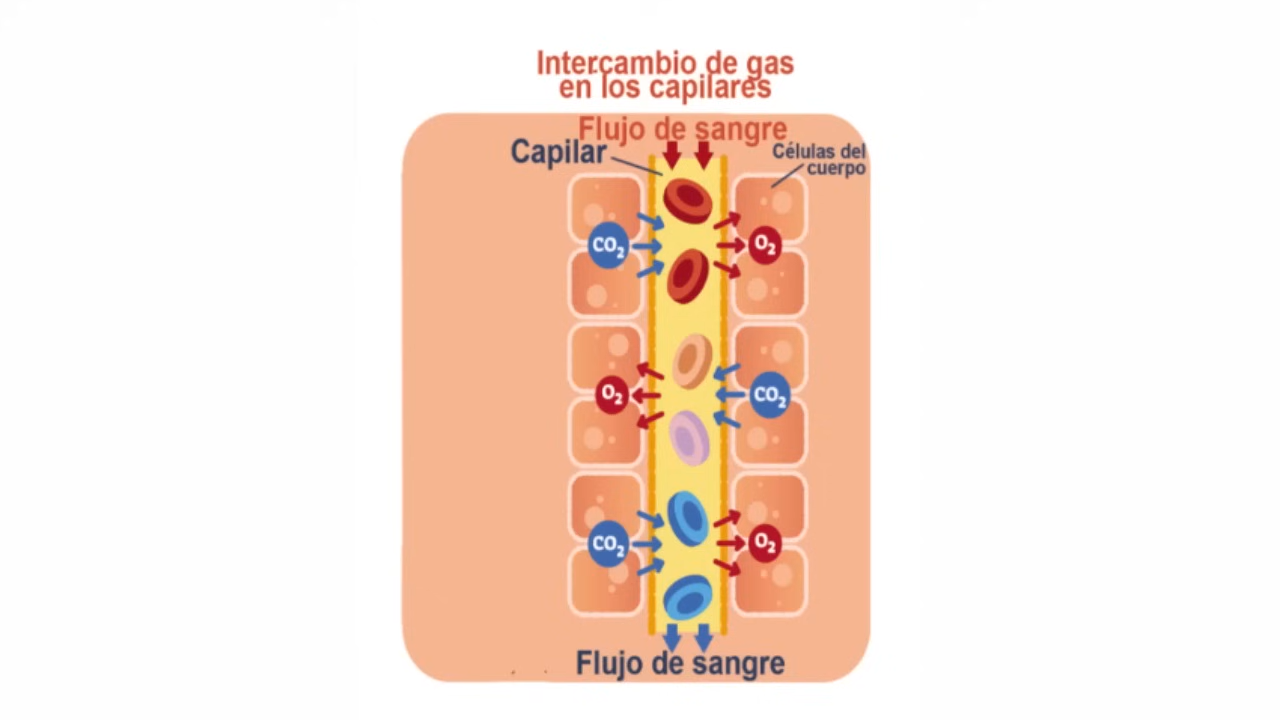 Intercambio de gas
en los capilares
Flujo de sangre
Capilar
Células del
cuerpo
CO₂
O₂
O₂
CO₂
CO₂
O₂
Flujo de sangre